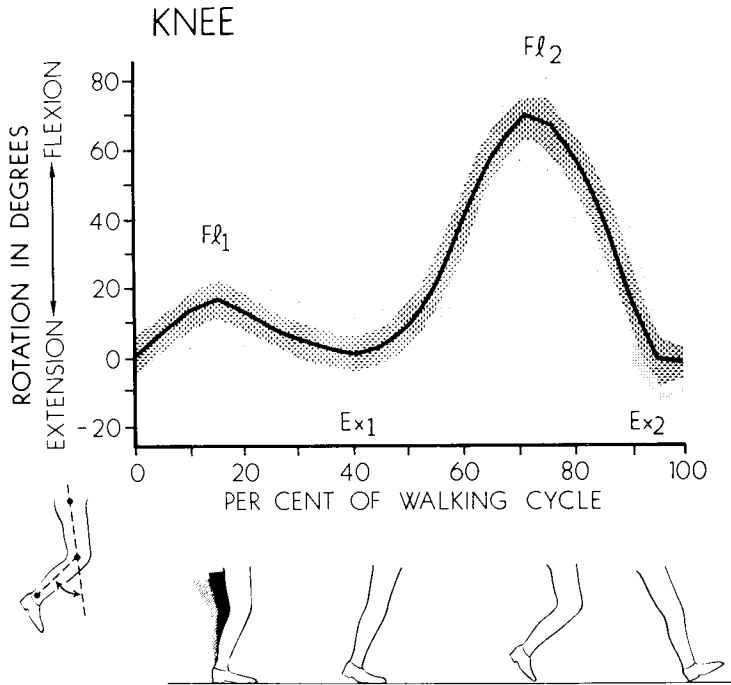 KNEE
Fl1
Fl2
80
60
40
20
0
-20
ROTATION IN DEGREES
EXTENSION FLEXION
Ex1
Ex2
0 20 40 60 80 100
PER CENT OF WALKING CYCLE